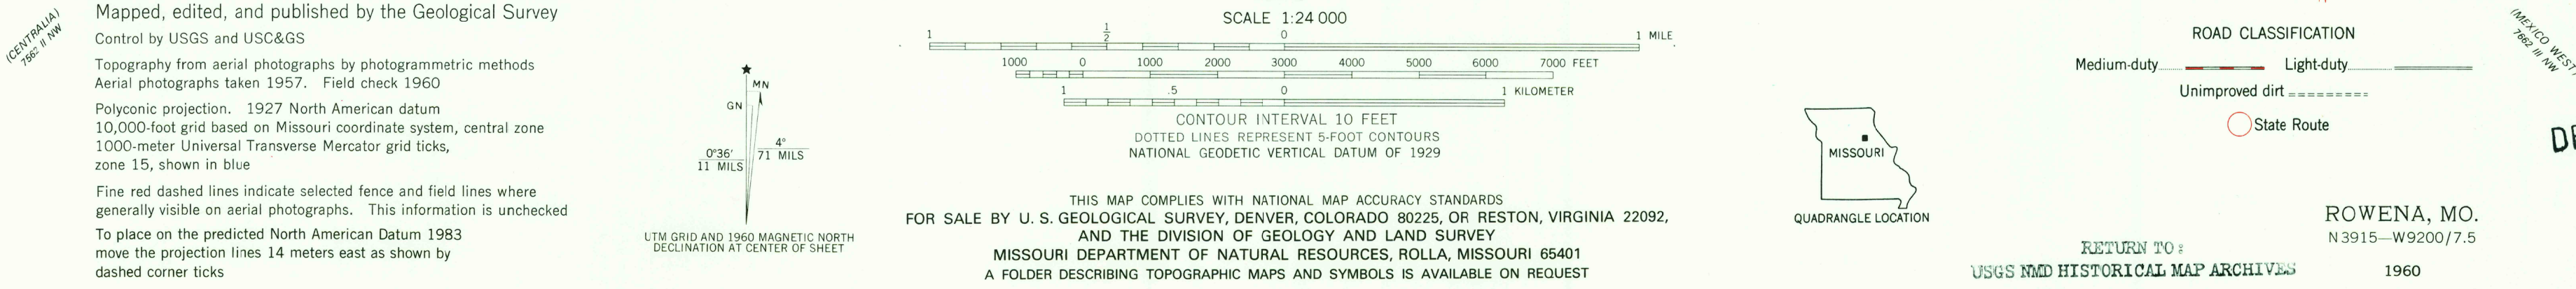 (CENTRALIA)
7662 II NW
Mapped, edited, and published by the Geological Survey
Control by USGS and USC&GS
Topography from aerial photographs by photogrammetric methods
Aerial photographs taken 1957. Field check 1960
Polyconic projection. 1927 North American datum
10,000-foot grid based on Missouri coordinate system, central zone
1000-meter Universal Transverse Mercator grid ticks,
zone 15, shown in blue
Fine red dashed lines indicate selected fence and field lines where
generally visible on aerial photographs. This information is unchecked
To place on the predicted North American Datum 1983
move the projection lines 14 meters east as shown by
dashed corner ticks
★
MN
GN
0°36′
11 MILS
4°
71 MILS
UTM GRID AND 1960 MAGNETIC NORTH
DECLINATION AT CENTER OF SHEET
SCALE 1:24 000
1 1/2 0 1 MILE
1000 0 1000 2000 3000 4000 5000 6000 7000 FEET
1 .5 0 1 KILOMETER
CONTOUR INTERVAL 10 FEET
DOTTED LINES REPRESENT 5-FOOT CONTOURS
NATIONAL GEODETIC VERTICAL DATUM OF 1929
THIS MAP COMPLIES WITH NATIONAL MAP ACCURACY STANDARDS
FOR SALE BY U. S. GEOLOGICAL SURVEY, DENVER, COLORADO 80225, OR RESTON, VIRGINIA 22092,
AND THE DIVISION OF GEOLOGY AND LAND SURVEY
MISSOURI DEPARTMENT OF NATURAL RESOURCES, ROLLA, MISSOURI 65401
A FOLDER DESCRIBING TOPOGRAPHIC MAPS AND SYMBOLS IS AVAILABLE ON REQUEST
MISSOURI
QUADRANGLE LOCATION
ROAD CLASSIFICATION
Medium-duty Light-duty
Unimproved dirt
State Route
(MEXICO WEST
7662 III NW
ROWENA, MO.
N3915—W9200/7.5
1960
RETURN TO:
USGS NMD HISTORICAL MAP ARCHIVES